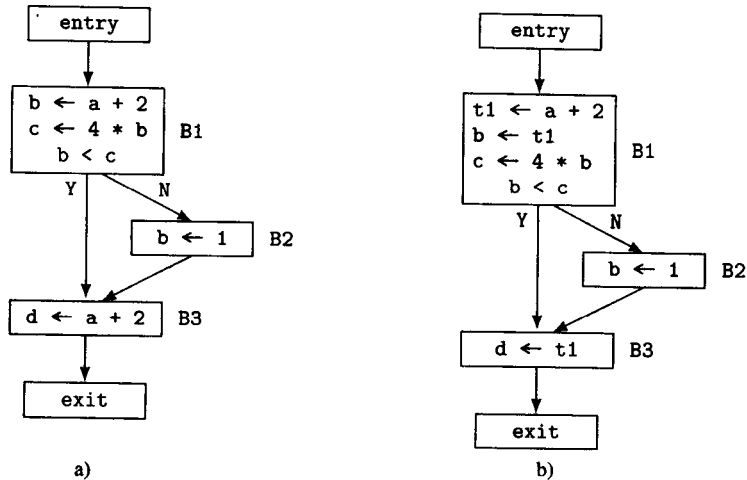 entry
b ← a + 2
c ← 4 * b
b < c
B1
Y
N
b ← 1
B2
d ← a + 2
B3
exit
a)
entry
t1 ← a + 2
b ← t1
c ← 4 * b
b < c
B1
Y
N
b ← 1
B2
d ← t1
B3
exit
b)